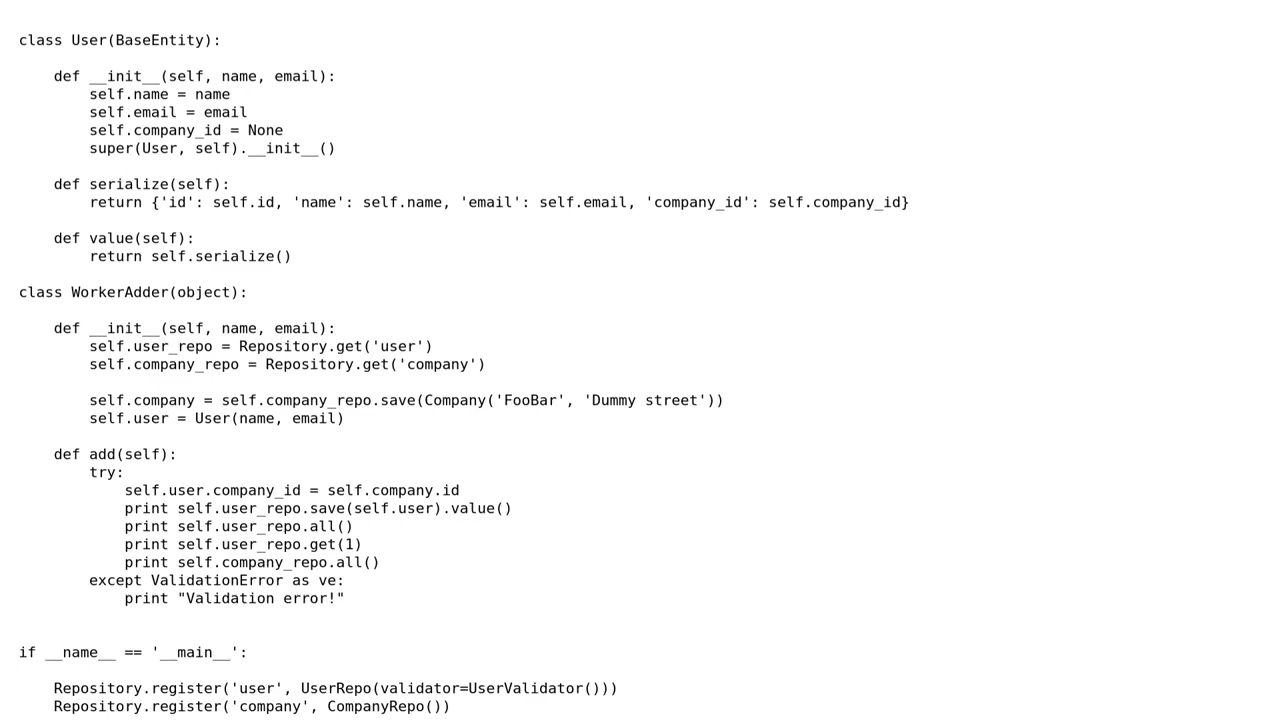 class User(BaseEntity):

    def __init__(self, name, email):
        self.name = name
        self.email = email
        self.company_id = None
        super(User, self).__init__()

    def serialize(self):
        return {'id': self.id, 'name': self.name, 'email': self.email, 'company_id': self.company_id}

    def value(self):
        return self.serialize()

class WorkerAdder(object):

    def __init__(self, name, email):
        self.user_repo = Repository.get('user')
        self.company_repo = Repository.get('company')

        self.company = self.company_repo.save(Company('FooBar', 'Dummy street'))
        self.user = User(name, email)

    def add(self):
        try:
            self.user.company_id = self.company.id
            print self.user_repo.save(self.user).value()
            print self.user_repo.all()
            print self.user_repo.get(1)
            print self.company_repo.all()
        except ValidationError as ve:
            print "Validation error!"


if __name__ == '__main__':

    Repository.register('user', UserRepo(validator=UserValidator()))
    Repository.register('company', CompanyRepo())